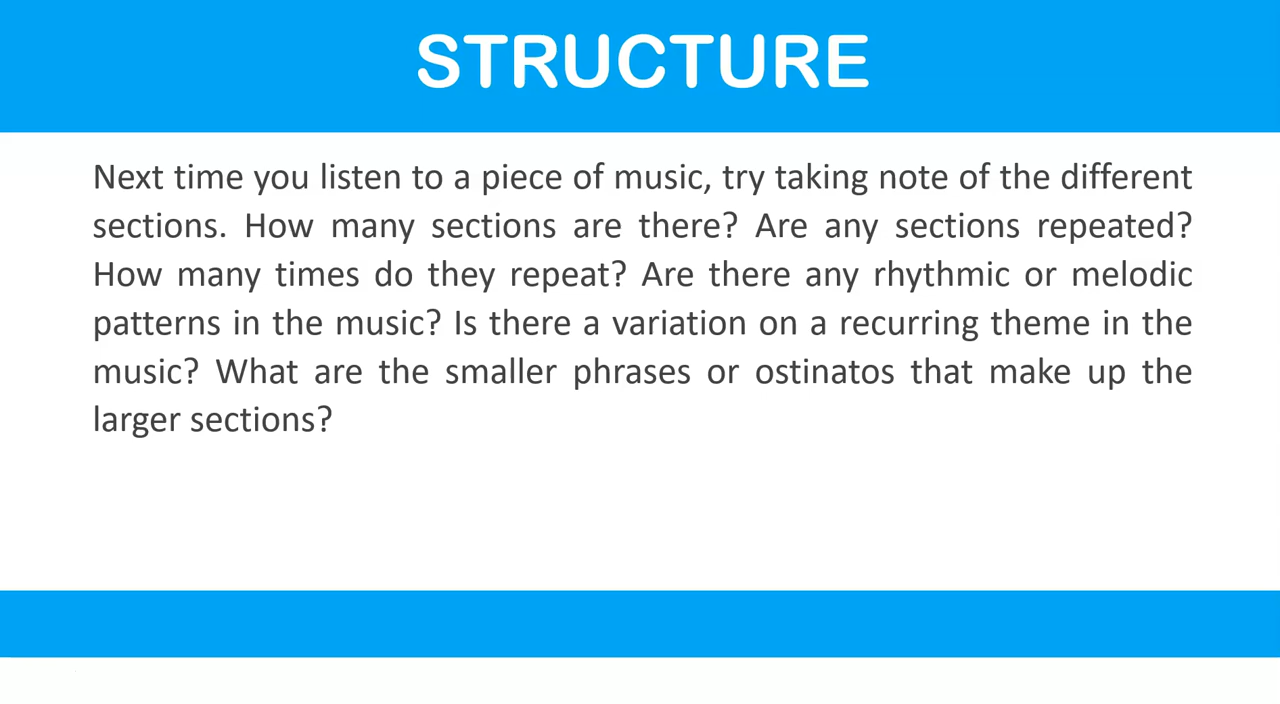 STRUCTURE
Next time you listen to a piece of music, try taking note of the different
sections. How many sections are there? Are any sections repeated?
How many times do they repeat? Are there any rhythmic or melodic
patterns in the music? Is there a variation on a recurring theme in the
music? What are the smaller phrases or ostinatos that make up the
larger sections?